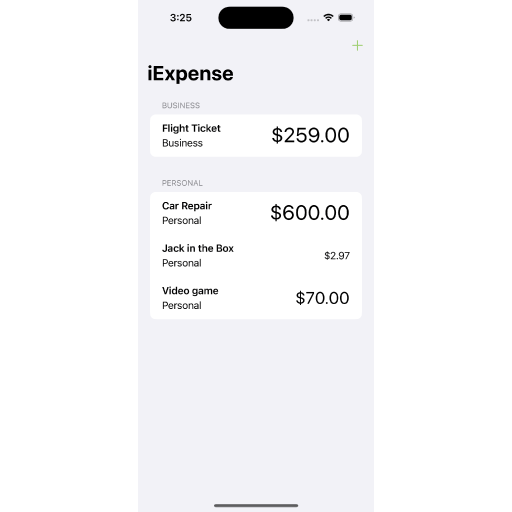 3:25
iExpense
BUSINESS
Flight Ticket
$259.00
Business
PERSONAL
Car Repair
$600.00
Personal
Jack in the Box
$2.97
Personal
Video game
$70.00
Personal